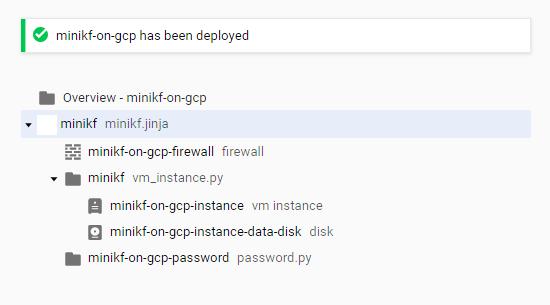 minikf-on-gcp has been deployed
Overview - minikf-on-gcp
minikf minikf.jinja
minikf-on-gcp-firewall firewall
minikf vm_instance.py
minikf-on-gcp-instance vm instance
minikf-on-gcp-instance-data-disk disk
minikf-on-gcp-password password.py